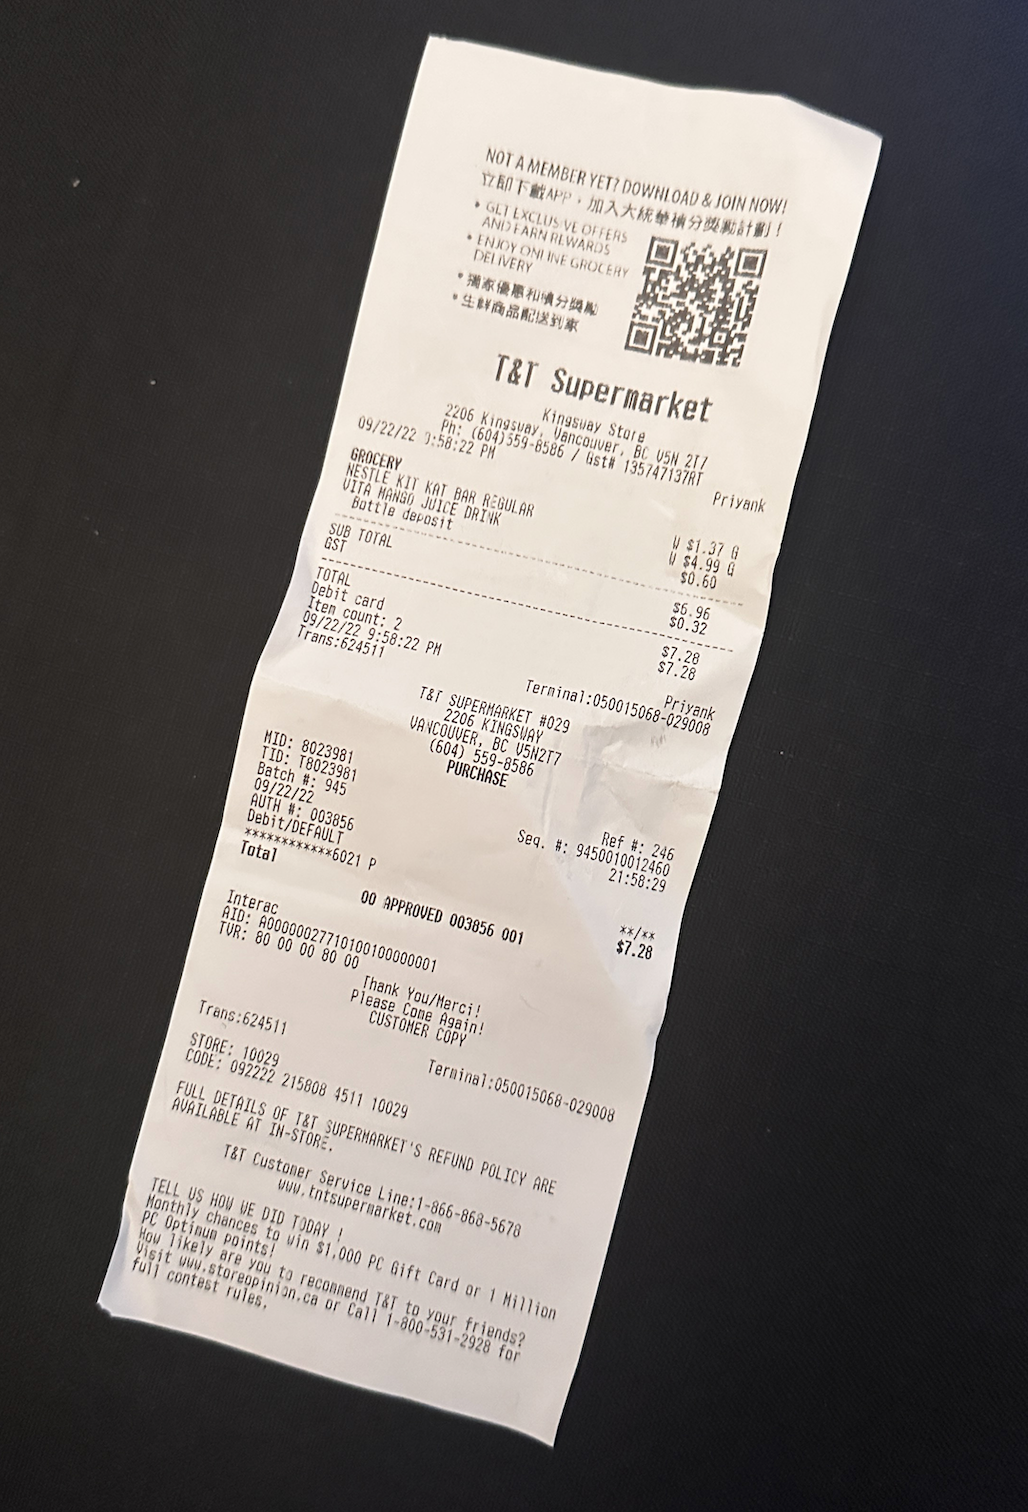 NOT A MEMBER YET? DOWNLOAD & JOIN NOW!
立即下載APP，加入大統華積分獎勵計劃！
• GET EXCLUSIVE OFFERS
AND EARN REWARDS
• ENJOY ONLINE GROCERY
DELIVERY
• 獨家優惠和積分獎勵
• 生鮮商品配送到家
T&T Supermarket
Kingsway Store
2206 Kingsway, Vancouver, BC V5N 2T7
Ph: (604)559-8586 / Gst# 135747137RT
09/22/22 9:58:22 PM Priyank
GROCERY
NESTLE KIT KAT BAR REGULAR W $1.37 G
VITA MANGO JUICE DRINK W $4.99 G
Bottle deposit $0.60
SUB TOTAL $6.96
GST $0.32
TOTAL $7.28
Debit card $7.28
Item count: 2
09/22/22 9:58:22 PM Priyank
Trans:624511 Terminal:050015068-029008
T&T SUPERMARKET #029
2206 KINGSWAY
VANCOUVER, BC V5N2T7
(604) 559-8586
PURCHASE
MID: 8023981
TID: T8023981 Ref #: 246
Batch #: 945 Seq. #: 9450010012460
09/22/22 21:58:29
AUTH #: 003856
Debit/DEFAULT
************6021 P **/**
Total $7.28
00 APPROVED 003856 001
Interac
AID: A0000002771010010000​0001
TVR: 80 00 00 80 00
Thank You/Merci!
Please Come Again!
CUSTOMER COPY
Trans:624511 Terminal:050015068-029008
STORE: 10029
CODE: 092222 215808 4511 10029
FULL DETAILS OF T&T SUPERMARKET'S REFUND POLICY ARE
AVAILABLE AT IN-STORE.
T&T Customer Service Line:1-866-868-5678
www.tntsupermarket.com
TELL US HOW WE DID TODAY !
Monthly chances to win $1,000 PC Gift Card or 1 Million
PC Optimum points!
How likely are you to recommend T&T to your friends?
Visit www.storeopinion.ca or Call 1-800-531-2928 for
full contest rules.